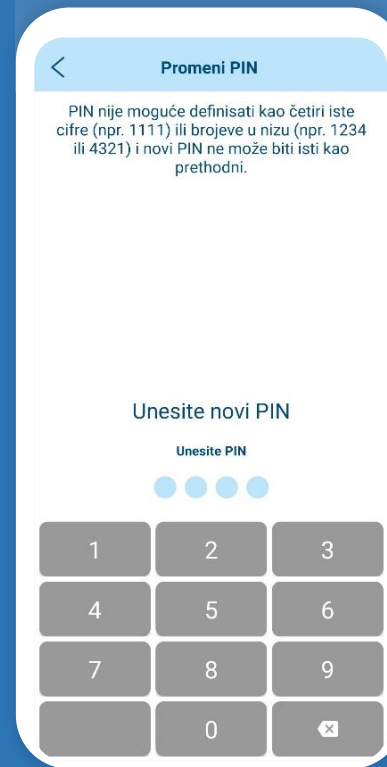 Promeni PIN
PIN nije moguće definisati kao četiri iste
cifre (npr. 1111) ili brojeve u nizu (npr. 1234
ili 4321) i novi PIN ne može biti isti kao
prethodni.
Unesite novi PIN
Unesite PIN
1 2 3
4 5 6
7 8 9
0